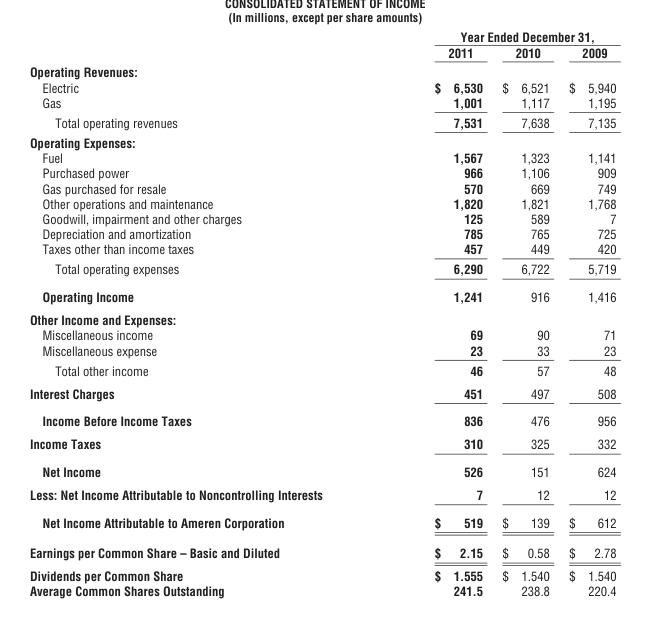 CONSOLIDATED STATEMENT OF INCOME
(In millions, except per share amounts)
Year Ended December 31,
2011 2010 2009
Operating Revenues:
Electric $ 6,530 $ 6,521 $ 5,940
Gas 1,001 1,117 1,195
Total operating revenues 7,531 7,638 7,135
Operating Expenses:
Fuel 1,567 1,323 1,141
Purchased power 966 1,106 909
Gas purchased for resale 570 669 749
Other operations and maintenance 1,820 1,821 1,768
Goodwill, impairment and other charges 125 589 7
Depreciation and amortization 785 765 725
Taxes other than income taxes 457 449 420
Total operating expenses 6,290 6,722 5,719
Operating Income 1,241 916 1,416
Other Income and Expenses:
Miscellaneous income 69 90 71
Miscellaneous expense 23 33 23
Total other income 46 57 48
Interest Charges 451 497 508
Income Before Income Taxes 836 476 956
Income Taxes 310 325 332
Net Income 526 151 624
Less: Net Income Attributable to Noncontrolling Interests 7 12 12
Net Income Attributable to Ameren Corporation $ 519 $ 139 $ 612
Earnings per Common Share – Basic and Diluted $ 2.15 $ 0.58 $ 2.78
Dividends per Common Share $ 1.555 $ 1.540 $ 1.540
Average Common Shares Outstanding 241.5 238.8 220.4